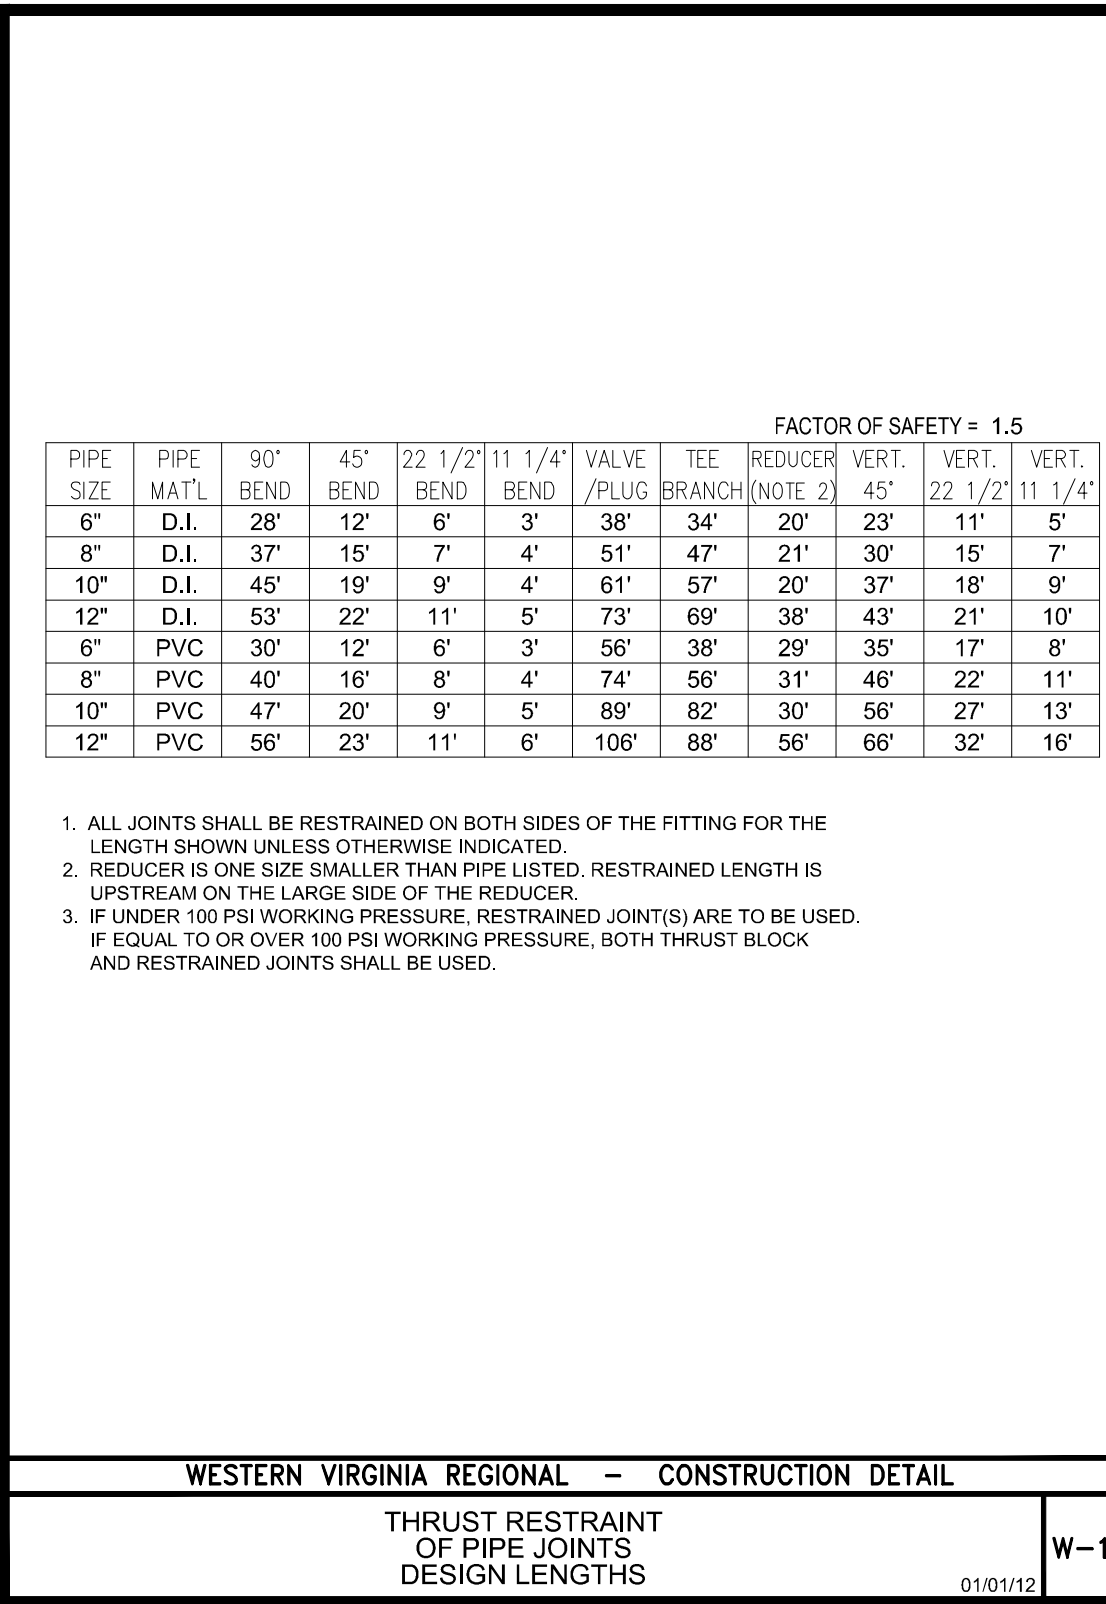 FACTOR OF SAFETY = 1.5
PIPE SIZE PIPE MAT'L 90° BEND 45° BEND 22 1/2° BEND 11 1/4° BEND VALVE /PLUG TEE BRANCH REDUCER (NOTE 2) VERT. 45° VERT. 22 1/2° VERT. 11 1/4°
6" D.I. 28' 12' 6' 3' 38' 34' 20' 23' 11' 5'
8" D.I. 37' 15' 7' 4' 51' 47' 21' 30' 15' 7'
10" D.I. 45' 19' 9' 4' 61' 57' 20' 37' 18' 9'
12" D.I. 53' 22' 11' 5' 73' 69' 38' 43' 21' 10'
6" PVC 30' 12' 6' 3' 56' 38' 29' 35' 17' 8'
8" PVC 40' 16' 8' 4' 74' 56' 31' 46' 22' 11'
10" PVC 47' 20' 9' 5' 89' 82' 30' 56' 27' 13'
12" PVC 56' 23' 11' 6' 106' 88' 56' 66' 32' 16'
1. ALL JOINTS SHALL BE RESTRAINED ON BOTH SIDES OF THE FITTING FOR THE
LENGTH SHOWN UNLESS OTHERWISE INDICATED.
2. REDUCER IS ONE SIZE SMALLER THAN PIPE LISTED. RESTRAINED LENGTH IS
UPSTREAM ON THE LARGE SIDE OF THE REDUCER.
3. IF UNDER 100 PSI WORKING PRESSURE, RESTRAINED JOINT(S) ARE TO BE USED.
IF EQUAL TO OR OVER 100 PSI WORKING PRESSURE, BOTH THRUST BLOCK
AND RESTRAINED JOINTS SHALL BE USED.
WESTERN VIRGINIA REGIONAL – CONSTRUCTION DETAIL
THRUST RESTRAINT
OF PIPE JOINTS
DESIGN LENGTHS
01/01/12
W–1